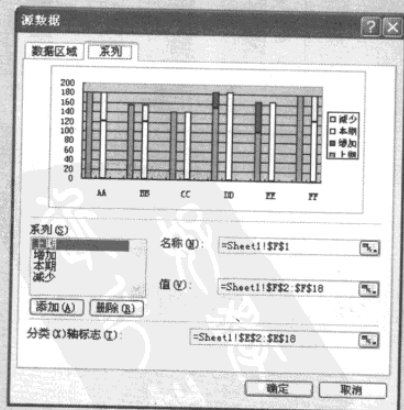 源数据
数据区域 系列
200
180
160
140
120
100
80
60
40
20
0
减少
本期
增加
上期
AA BB CC DD EE FF
系列(S)
增加
本期
减少
名称(N): =Sheet1!$F$1
值(V): =Sheet1!$F$2:$F$18
添加(A) 删除(R)
分类(X)轴标志(T): =Sheet1!$E$2:$E$18
确定 取消